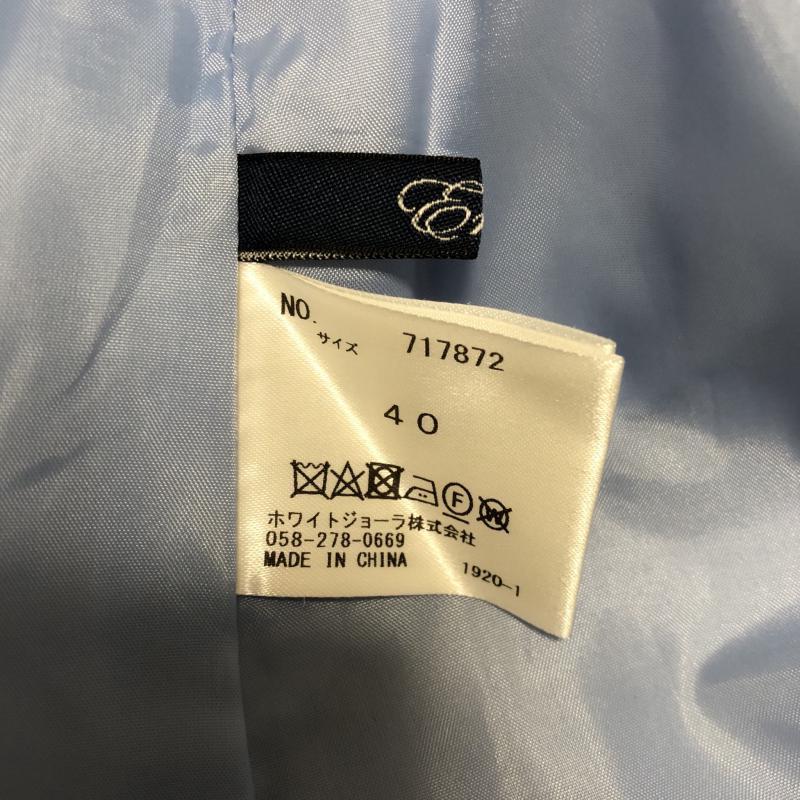 NO.
サイズ 717872
40
F W
ホワイトジョーラ株式会社
058-278-0669
MADE IN CHINA
1920-1